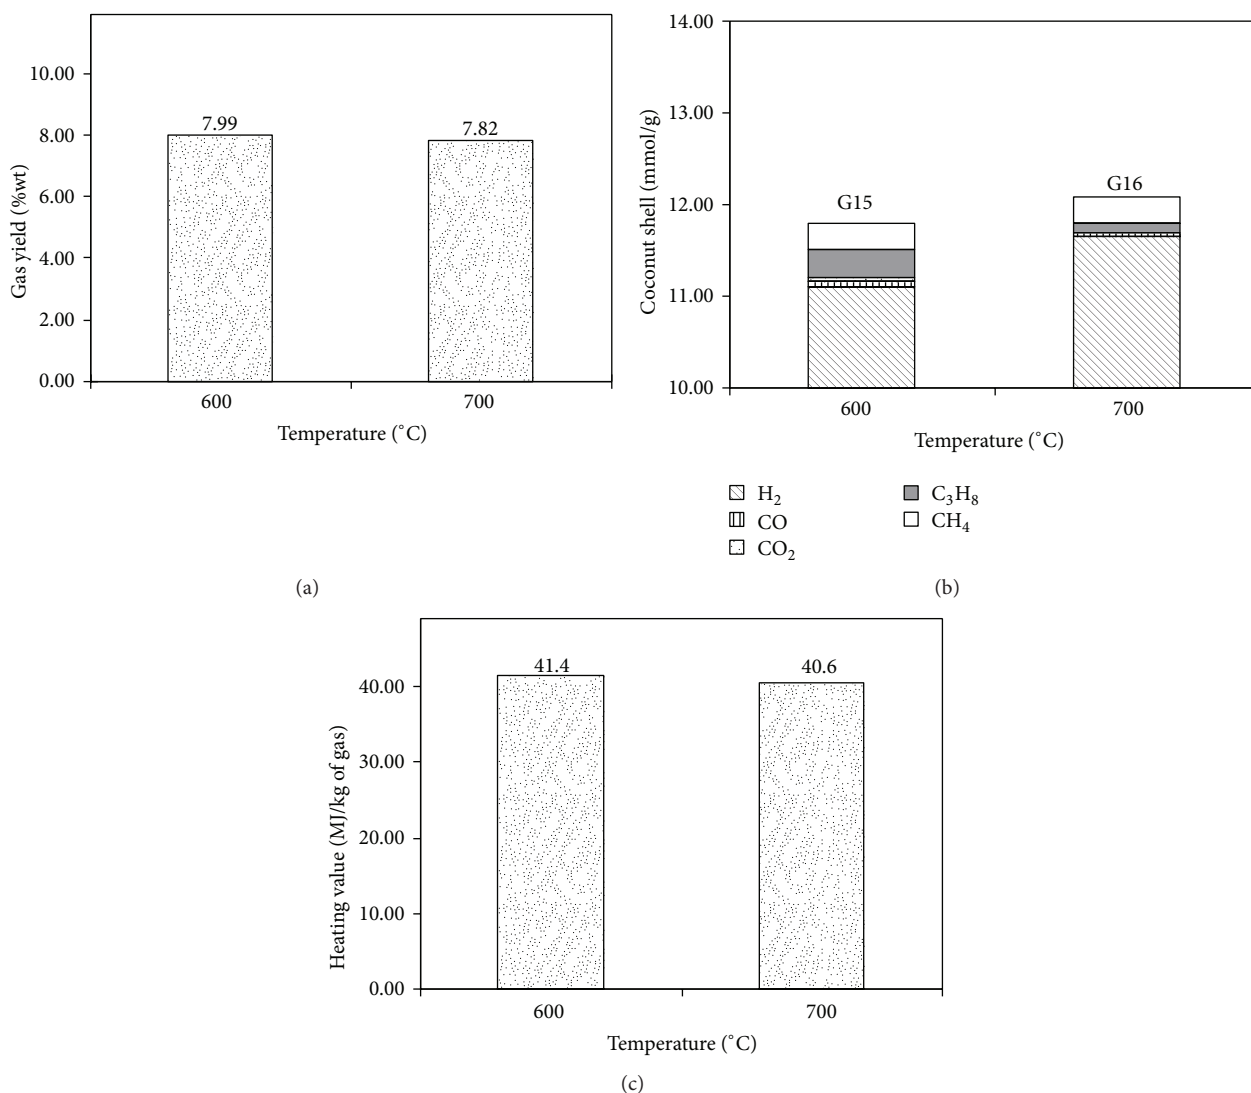 Gas yield (%wt)
10.00
8.00
6.00
4.00
2.00
0.00
7.99
7.82
600
700
Temperature (°C)
(a)
Coconut shell (mmol/g)
14.00
13.00
12.00
11.00
10.00
G15
G16
600
700
Temperature (°C)
H₂
CO
CO₂
C₃H₈
CH₄
(b)
Heating value (MJ/kg of gas)
40.00
30.00
20.00
10.00
0.00
41.4
40.6
600
700
Temperature (°C)
(c)